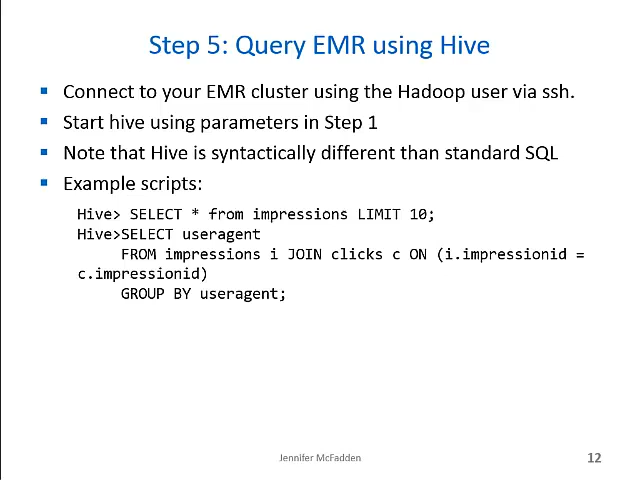 Step 5: Query EMR using Hive
Connect to your EMR cluster using the Hadoop user via ssh.
Start hive using parameters in Step 1
Note that Hive is syntactically different than standard SQL
Example scripts:
Hive> SELECT * from impressions LIMIT 10;
Hive>SELECT useragent
FROM impressions i JOIN clicks c ON (i.impressionid =
c.impressionid)
GROUP BY useragent;
Jennifer McFadden
12